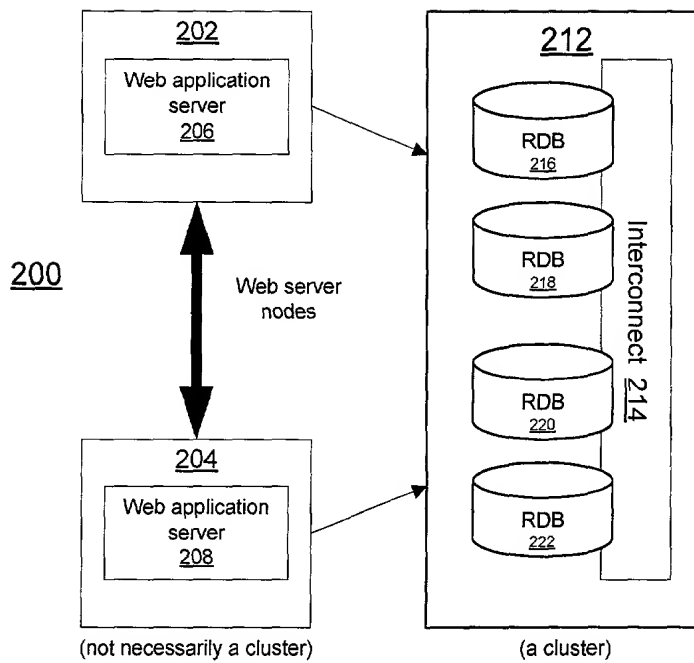 202
Web application
server
206
200
Web server
nodes
204
Web application
server
208
(not necessarily a cluster)
212
RDB
216
RDB
218
RDB
220
RDB
222
Interconnect 214
(a cluster)